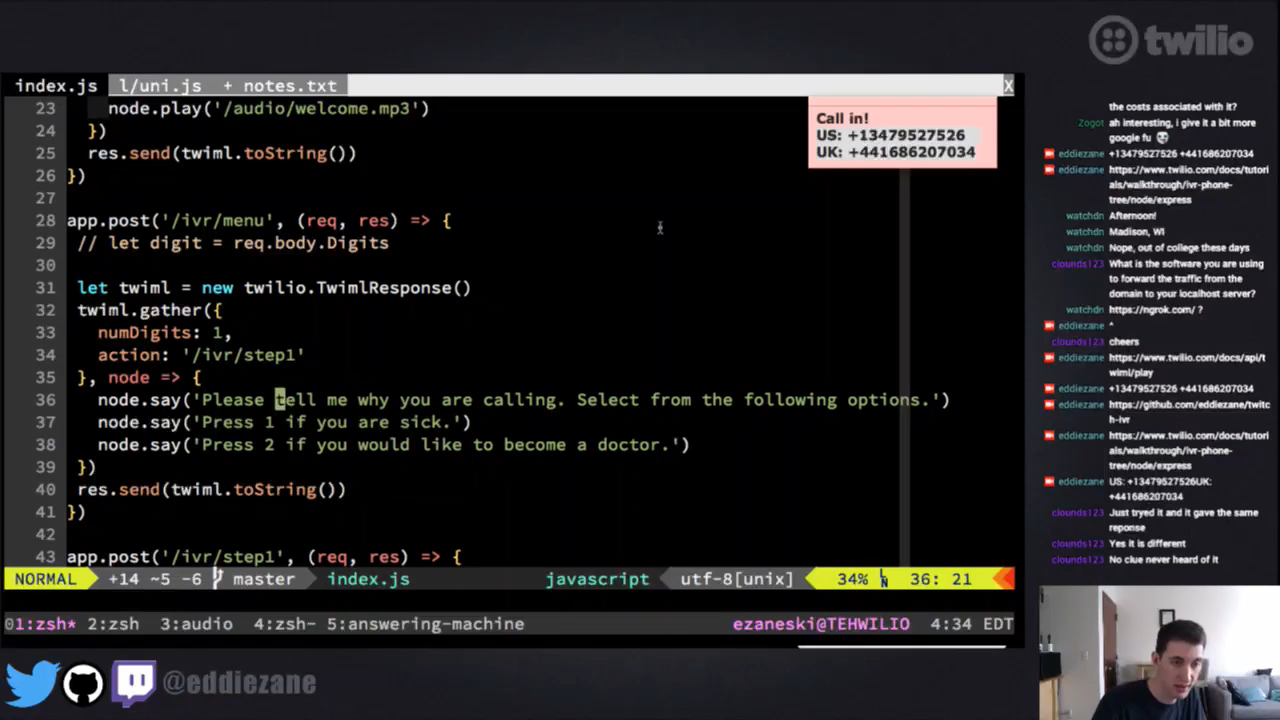 twilio
index.js l/uni.js + notes.txt X
23 node.play('/audio/welcome.mp3')
24 })
25 res.send(twiml.toString())
26 })
27
28 app.post('/ivr/menu', (req, res) => {
29 // let digit = req.body.Digits
30
31 let twiml = new twilio.TwimlResponse()
32 twiml.gather({
33 numDigits: 1,
34 action: '/ivr/step1'
35 }, node => {
36 node.say('Please tell me why you are calling. Select from the following options.')
37 node.say('Press 1 if you are sick.')
38 node.say('Press 2 if you would like to become a doctor.')
39 })
40 res.send(twiml.toString())
41 })
42
43 app.post('/ivr/step1', (req, res) => {
NORMAL +14 ~5 -6 master index.js javascript utf-8[unix] 34% LN 36: 21
01:zsh* 2:zsh 3:audio 4:zsh- 5:answering-machine ezaneski@TEHWILIO 4:34 EDT
@eddiezane
Call in!
US: +13479527526
UK: +441686207034
the costs associated with it?
Zogot ah interesting, i give it a bit more
google fu
eddiezane +13479527526 +441686207034
eddiezane https://www.twilio.com/docs/tutori
als/walkthrough/ivr-phone-
tree/node/express
watchdn Afternoon!
watchdn Madison, WI
watchdn Nope, out of college these days
clounds123 What is the software you are using
to forward the traffic from the
domain to your localhost server?
watchdn https://ngrok.com/ ?
eddiezane ^
clounds123 cheers
eddiezane https://www.twilio.com/docs/api/t
wiml/play
eddiezane +13479527526 +441686207034
eddiezane https://github.com/eddiezane/twitc
h-ivr
eddiezane https://www.twilio.com/docs/tutori
als/walkthrough/ivr-phone-
tree/node/express
eddiezane US: +13479527526UK:
+441686207034
clounds123 Just tryed it and it gave the same
reponse
clounds123 Yes it is different
clounds123 No clue never heard of it